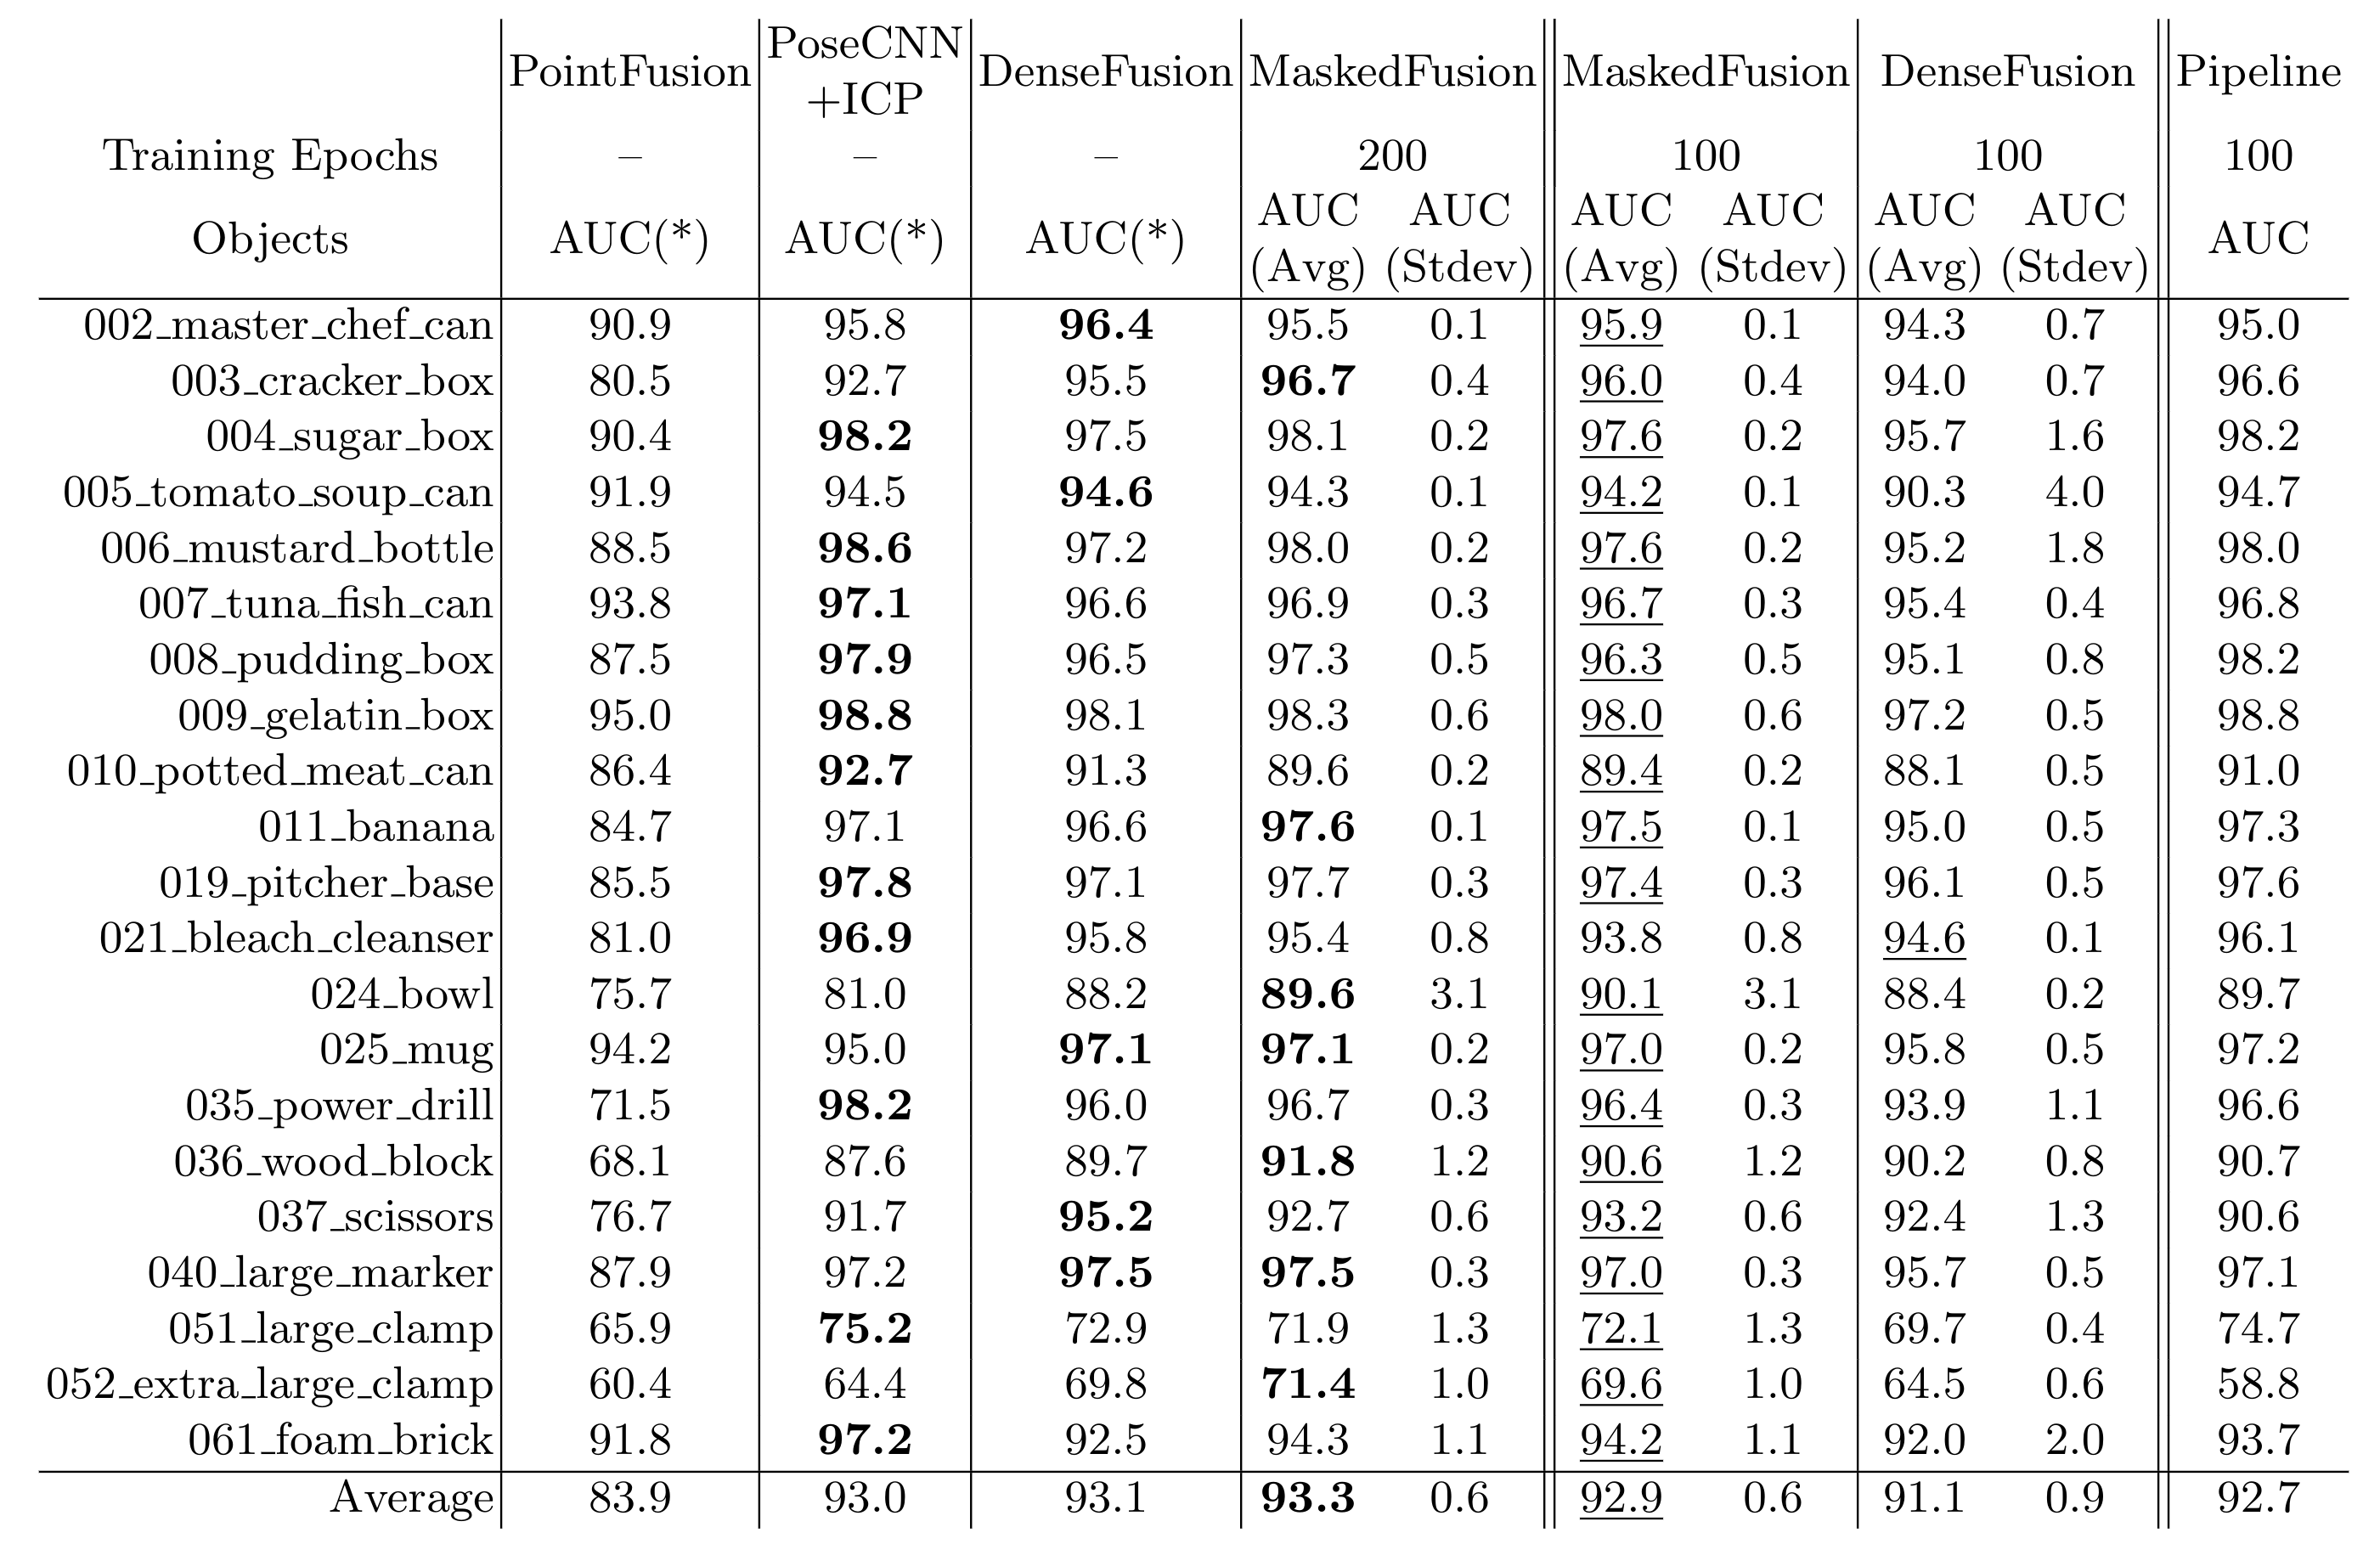 PointFusion PoseCNN +ICP DenseFusion MaskedFusion MaskedFusion DenseFusion Pipeline
Training Epochs – – – 200 100 100 100
Objects AUC(*) AUC(*) AUC(*) AUC (Avg) AUC (Stdev) AUC (Avg) AUC (Stdev) AUC (Avg) AUC (Stdev) AUC
002_master_chef_can 90.9 95.8 96.4 95.5 0.1 95.9 0.1 94.3 0.7 95.0
003_cracker_box 80.5 92.7 95.5 96.7 0.4 96.0 0.4 94.0 0.7 96.6
004_sugar_box 90.4 98.2 97.5 98.1 0.2 97.6 0.2 95.7 1.6 98.2
005_tomato_soup_can 91.9 94.5 94.6 94.3 0.1 94.2 0.1 90.3 4.0 94.7
006_mustard_bottle 88.5 98.6 97.2 98.0 0.2 97.6 0.2 95.2 1.8 98.0
007_tuna_fish_can 93.8 97.1 96.6 96.9 0.3 96.7 0.3 95.4 0.4 96.8
008_pudding_box 87.5 97.9 96.5 97.3 0.5 96.3 0.5 95.1 0.8 98.2
009_gelatin_box 95.0 98.8 98.1 98.3 0.6 98.0 0.6 97.2 0.5 98.8
010_potted_meat_can 86.4 92.7 91.3 89.6 0.2 89.4 0.2 88.1 0.5 91.0
011_banana 84.7 97.1 96.6 97.6 0.1 97.5 0.1 95.0 0.5 97.3
019_pitcher_base 85.5 97.8 97.1 97.7 0.3 97.4 0.3 96.1 0.5 97.6
021_bleach_cleanser 81.0 96.9 95.8 95.4 0.8 93.8 0.8 94.6 0.1 96.1
024_bowl 75.7 81.0 88.2 89.6 3.1 90.1 3.1 88.4 0.2 89.7
025_mug 94.2 95.0 97.1 97.1 0.2 97.0 0.2 95.8 0.5 97.2
035_power_drill 71.5 98.2 96.0 96.7 0.3 96.4 0.3 93.9 1.1 96.6
036_wood_block 68.1 87.6 89.7 91.8 1.2 90.6 1.2 90.2 0.8 90.7
037_scissors 76.7 91.7 95.2 92.7 0.6 93.2 0.6 92.4 1.3 90.6
040_large_marker 87.9 97.2 97.5 97.5 0.3 97.0 0.3 95.7 0.5 97.1
051_large_clamp 65.9 75.2 72.9 71.9 1.3 72.1 1.3 69.7 0.4 74.7
052_extra_large_clamp 60.4 64.4 69.8 71.4 1.0 69.6 1.0 64.5 0.6 58.8
061_foam_brick 91.8 97.2 92.5 94.3 1.1 94.2 1.1 92.0 2.0 93.7
Average 83.9 93.0 93.1 93.3 0.6 92.9 0.6 91.1 0.9 92.7